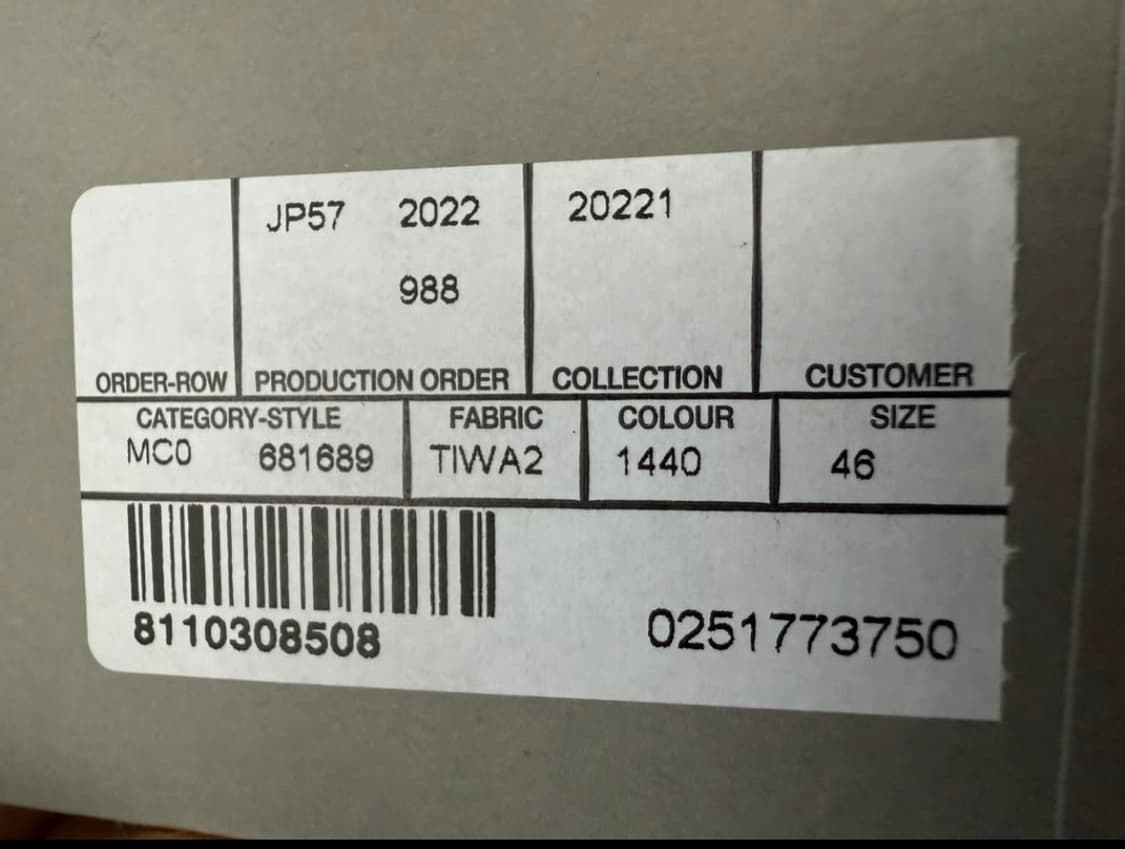 JP57 2022 20221
988
ORDER-ROW PRODUCTION ORDER COLLECTION CUSTOMER
CATEGORY-STYLE FABRIC COLOUR SIZE
MC0 681689 TIWA2 1440 46
8110308508 0251773750